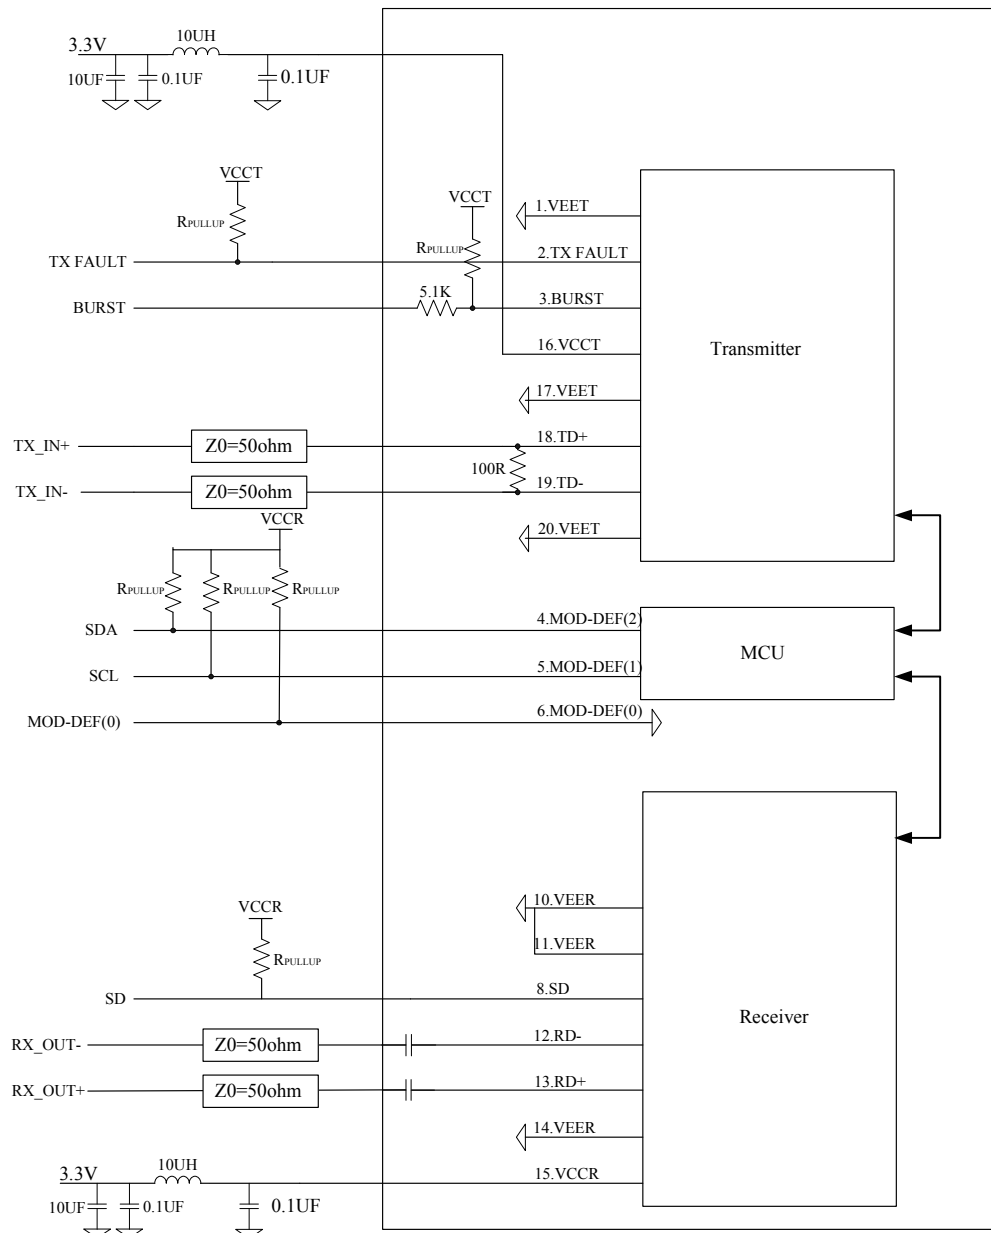 10UH
3.3V
10UF
0.1UF
0.1UF
VCCT
VCCT
RPULLUP
RPULLUP
1.VEET
TX FAULT
2.TX FAULT
BURST
5.1K
3.BURST
16.VCCT
Transmitter
17.VEET
TX_IN+
Z0=50ohm
18.TD+
100R
TX_IN-
Z0=50ohm
19.TD-
VCCR
20.VEET
RPULLUP
RPULLUP
RPULLUP
SDA
4.MOD-DEF(2)
MCU
SCL
5.MOD-DEF(1)
MOD-DEF(0)
6.MOD-DEF(0)
10.VEER
VCCR
11.VEER
RPULLUP
SD
8.SD
Receiver
RX_OUT-
Z0=50ohm
12.RD-
RX_OUT+
Z0=50ohm
13.RD+
14.VEER
10UH
3.3V
15.VCCR
10UF
0.1UF
0.1UF